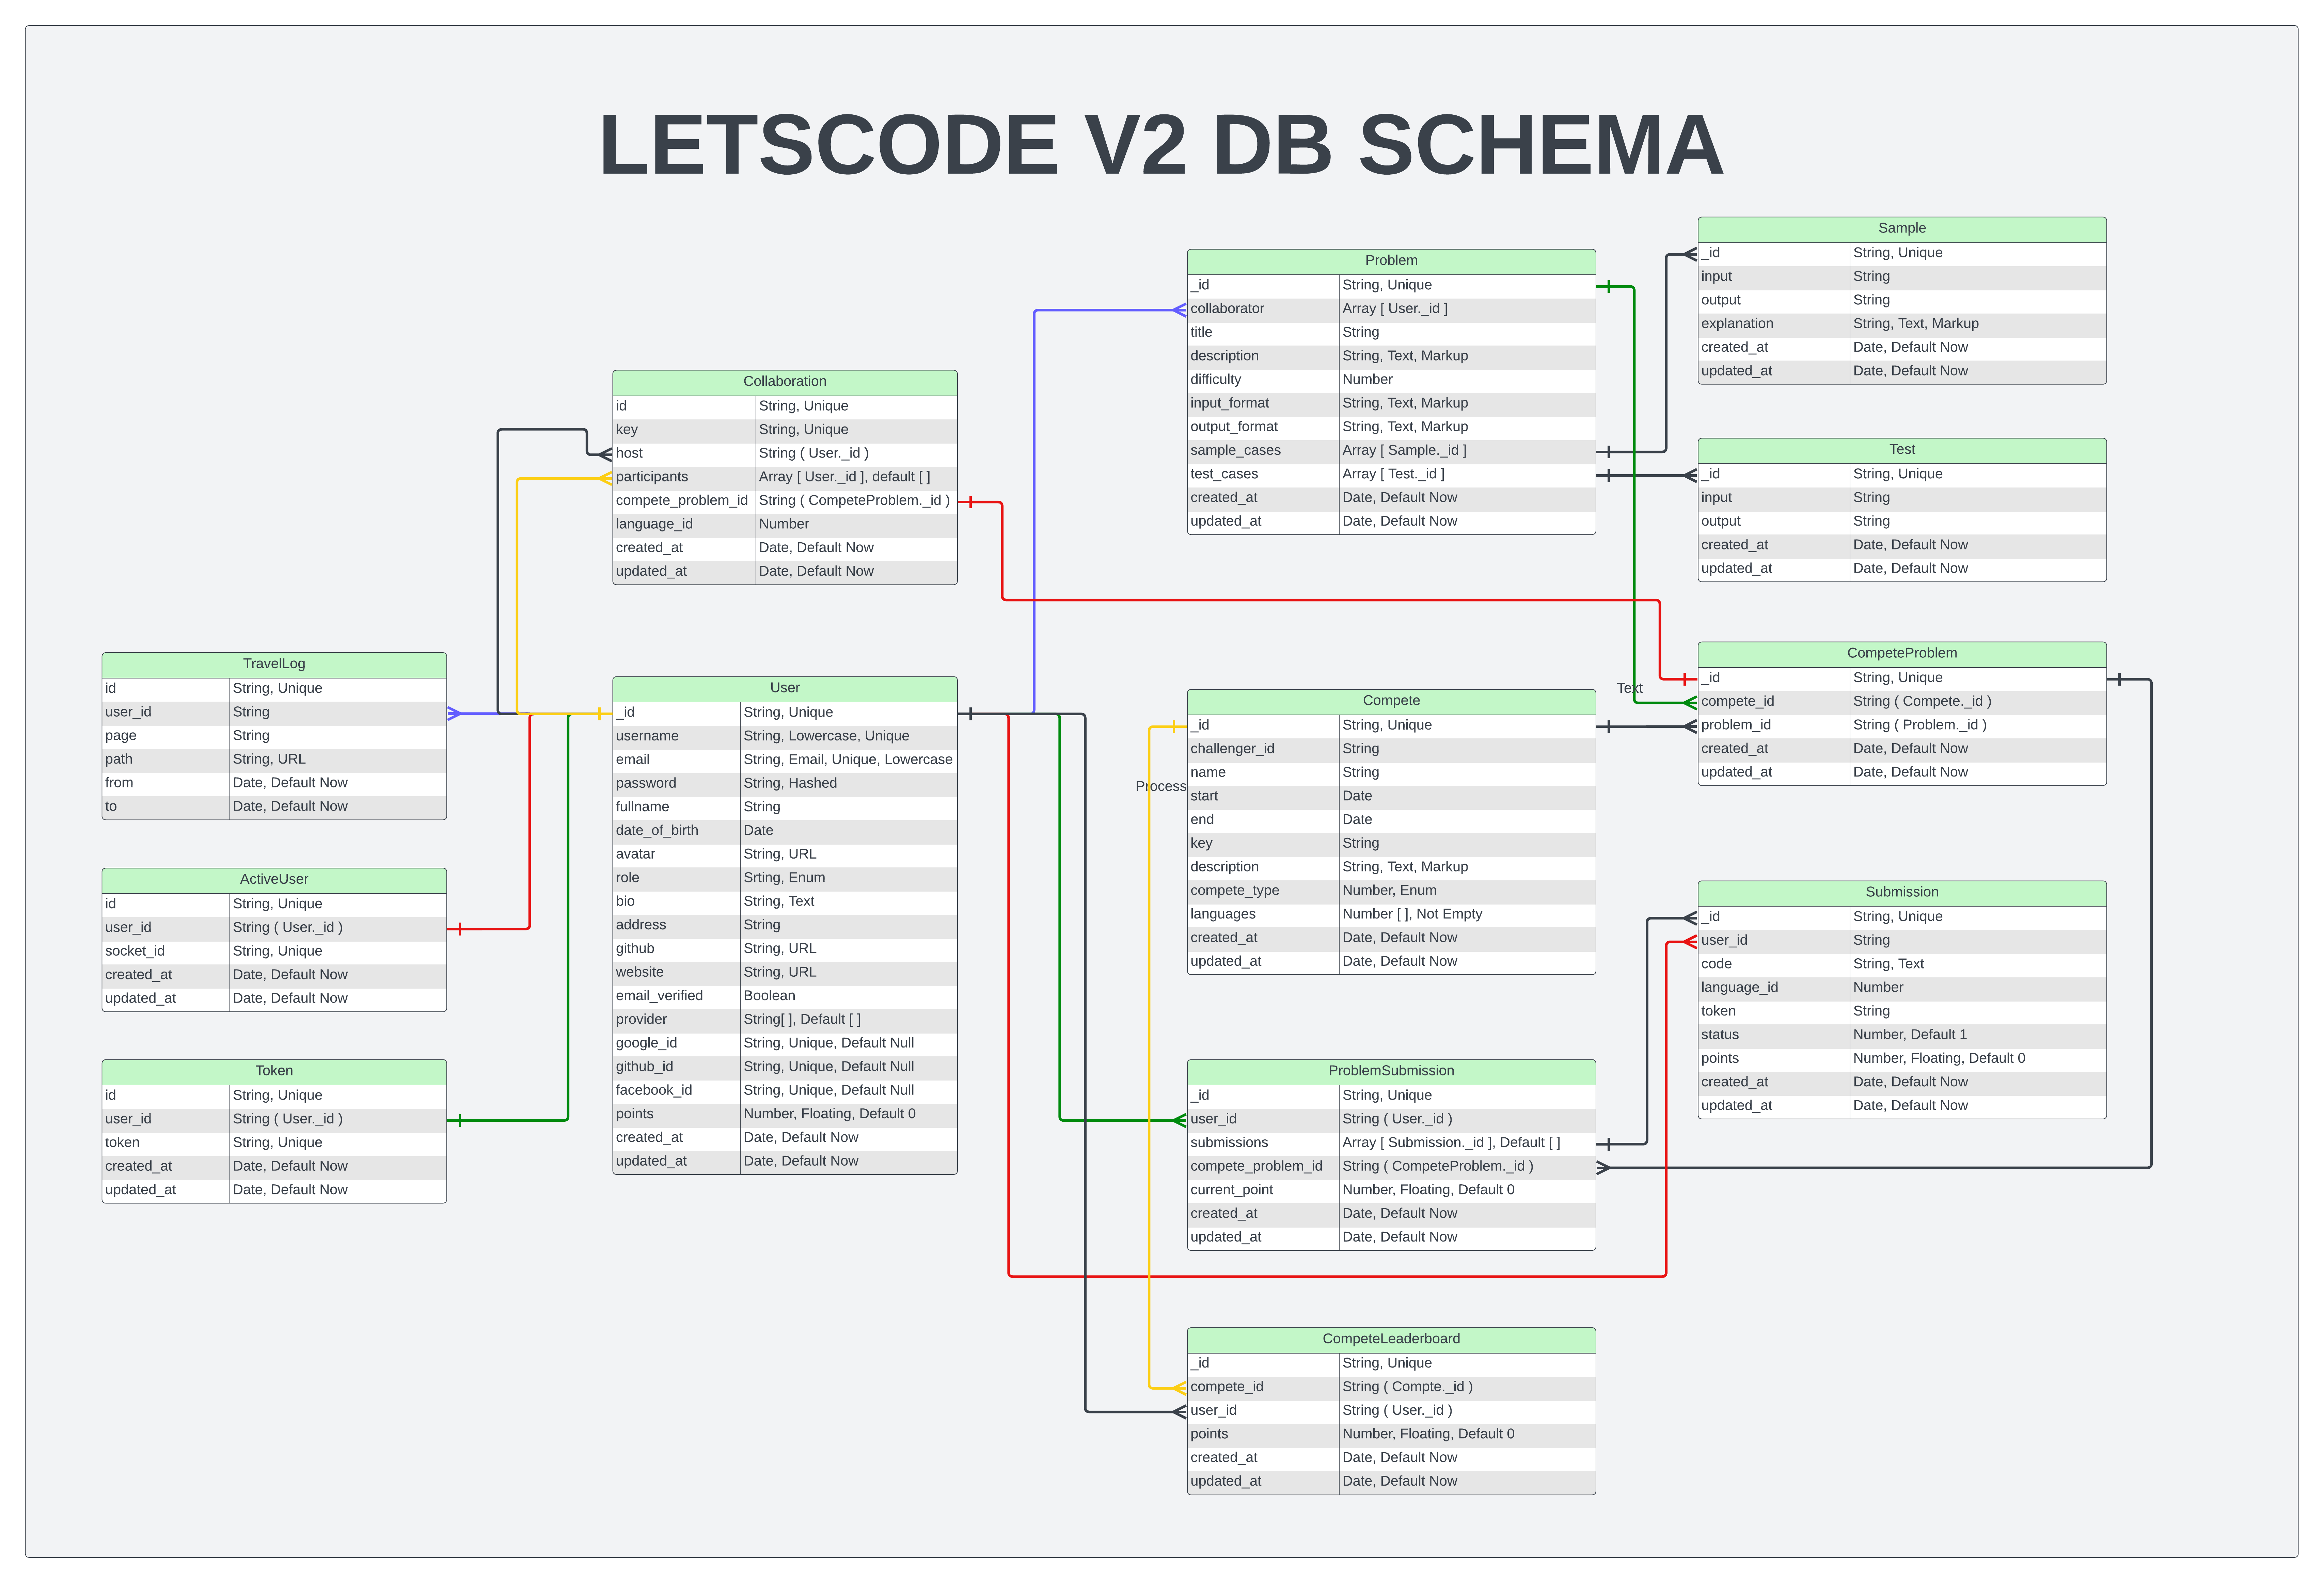 LETSCODE V2 DB SCHEMA
Sample
_id String, Unique
input String
output String
explanation String, Text, Markup
created_at Date, Default Now
updated_at Date, Default Now
Problem
_id String, Unique
collaborator Array [ User._id ]
title String
description String, Text, Markup
difficulty Number
input_format String, Text, Markup
output_format String, Text, Markup
sample_cases Array [ Sample._id ]
test_cases Array [ Test._id ]
created_at Date, Default Now
updated_at Date, Default Now
Collaboration
id String, Unique
key String, Unique
host String ( User._id )
participants Array [ User._id ], default [ ]
compete_problem_id String ( CompeteProblem._id )
language_id Number
created_at Date, Default Now
updated_at Date, Default Now
Test
_id String, Unique
input String
output String
created_at Date, Default Now
updated_at Date, Default Now
TravelLog
id String, Unique
user_id String
page String
path String, URL
from Date, Default Now
to Date, Default Now
User
_id String, Unique
username String, Lowercase, Unique
email String, Email, Unique, Lowercase
password String, Hashed
fullname String
date_of_birth Date
avatar String, URL
role Srting, Enum
bio String, Text
address String
github String, URL
website String, URL
email_verified Boolean
provider String[ ], Default [ ]
google_id String, Unique, Default Null
github_id String, Unique, Default Null
facebook_id String, Unique, Default Null
points Number, Floating, Default 0
created_at Date, Default Now
updated_at Date, Default Now
Text
CompeteProblem
_id String, Unique
compete_id String ( Compete._id )
problem_id String ( Problem._id )
created_at Date, Default Now
updated_at Date, Default Now
Process
Compete
_id String, Unique
challenger_id String
name String
start Date
end Date
key String
description String, Text, Markup
compete_type Number, Enum
languages Number [ ], Not Empty
created_at Date, Default Now
updated_at Date, Default Now
ActiveUser
id String, Unique
user_id String ( User._id )
socket_id String, Unique
created_at Date, Default Now
updated_at Date, Default Now
Submission
_id String, Unique
user_id String
code String, Text
language_id Number
token String
status Number, Default 1
points Number, Floating, Default 0
created_at Date, Default Now
updated_at Date, Default Now
Token
id String, Unique
user_id String ( User._id )
token String, Unique
created_at Date, Default Now
updated_at Date, Default Now
ProblemSubmission
_id String, Unique
user_id String ( User._id )
submissions Array [ Submission._id ], Default [ ]
compete_problem_id String ( CompeteProblem._id )
current_point Number, Floating, Default 0
created_at Date, Default Now
updated_at Date, Default Now
CompeteLeaderboard
_id String, Unique
compete_id String ( Compte._id )
user_id String ( User._id )
points Number, Floating, Default 0
created_at Date, Default Now
updated_at Date, Default Now